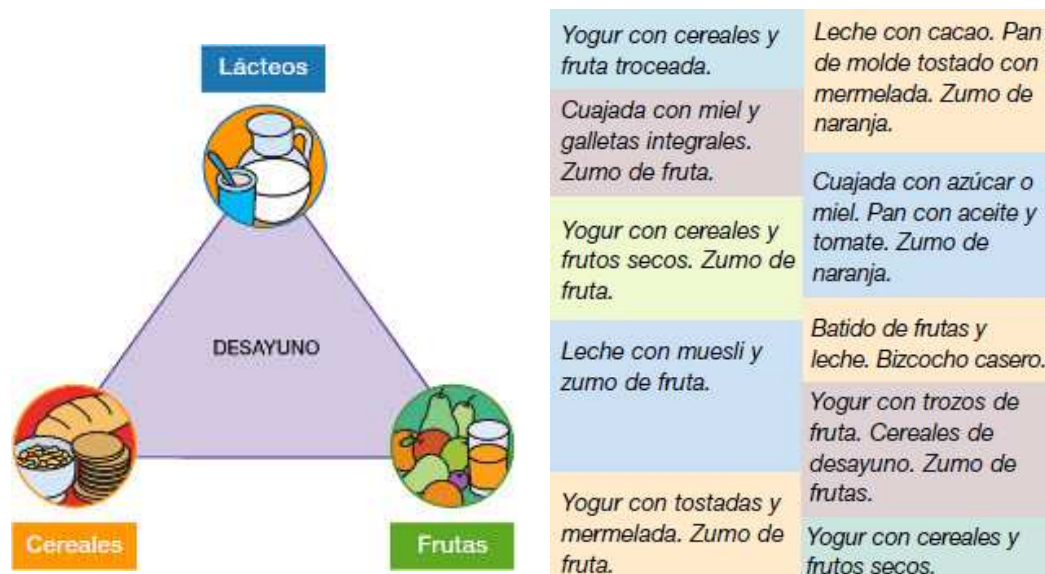 Lácteos
DESAYUNO
Cereales
Frutas
Yogur con cereales y
fruta troceada.
Cuajada con miel y
galletas integrales.
Zumo de fruta.
Yogur con cereales y
frutos secos. Zumo de
fruta.
Leche con muesli y
zumo de fruta.
Yogur con tostadas y
mermelada. Zumo de
fruta.
Leche con cacao. Pan
de molde tostado con
mermelada. Zumo de
naranja.
Cuajada con azúcar o
miel. Pan con aceite y
tomate. Zumo de
naranja.
Batido de frutas y
leche. Bizcocho casero.
Yogur con trozos de
fruta. Cereales de
desayuno. Zumo de
frutas.
Yogur con cereales y
frutos secos.